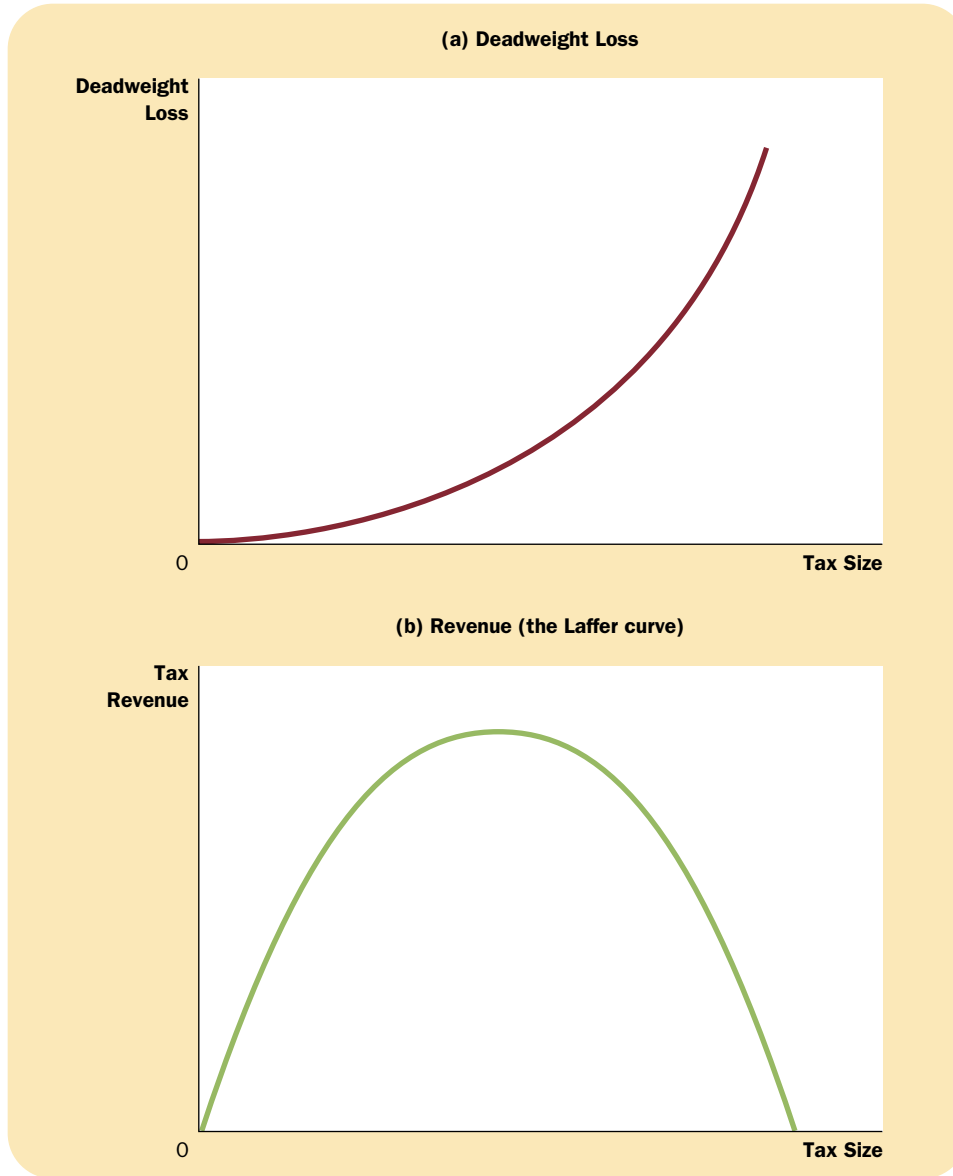 (a) Deadweight Loss
Deadweight
Loss
0
Tax Size
(b) Revenue (the Laffer curve)
Tax
Revenue
0
Tax Size